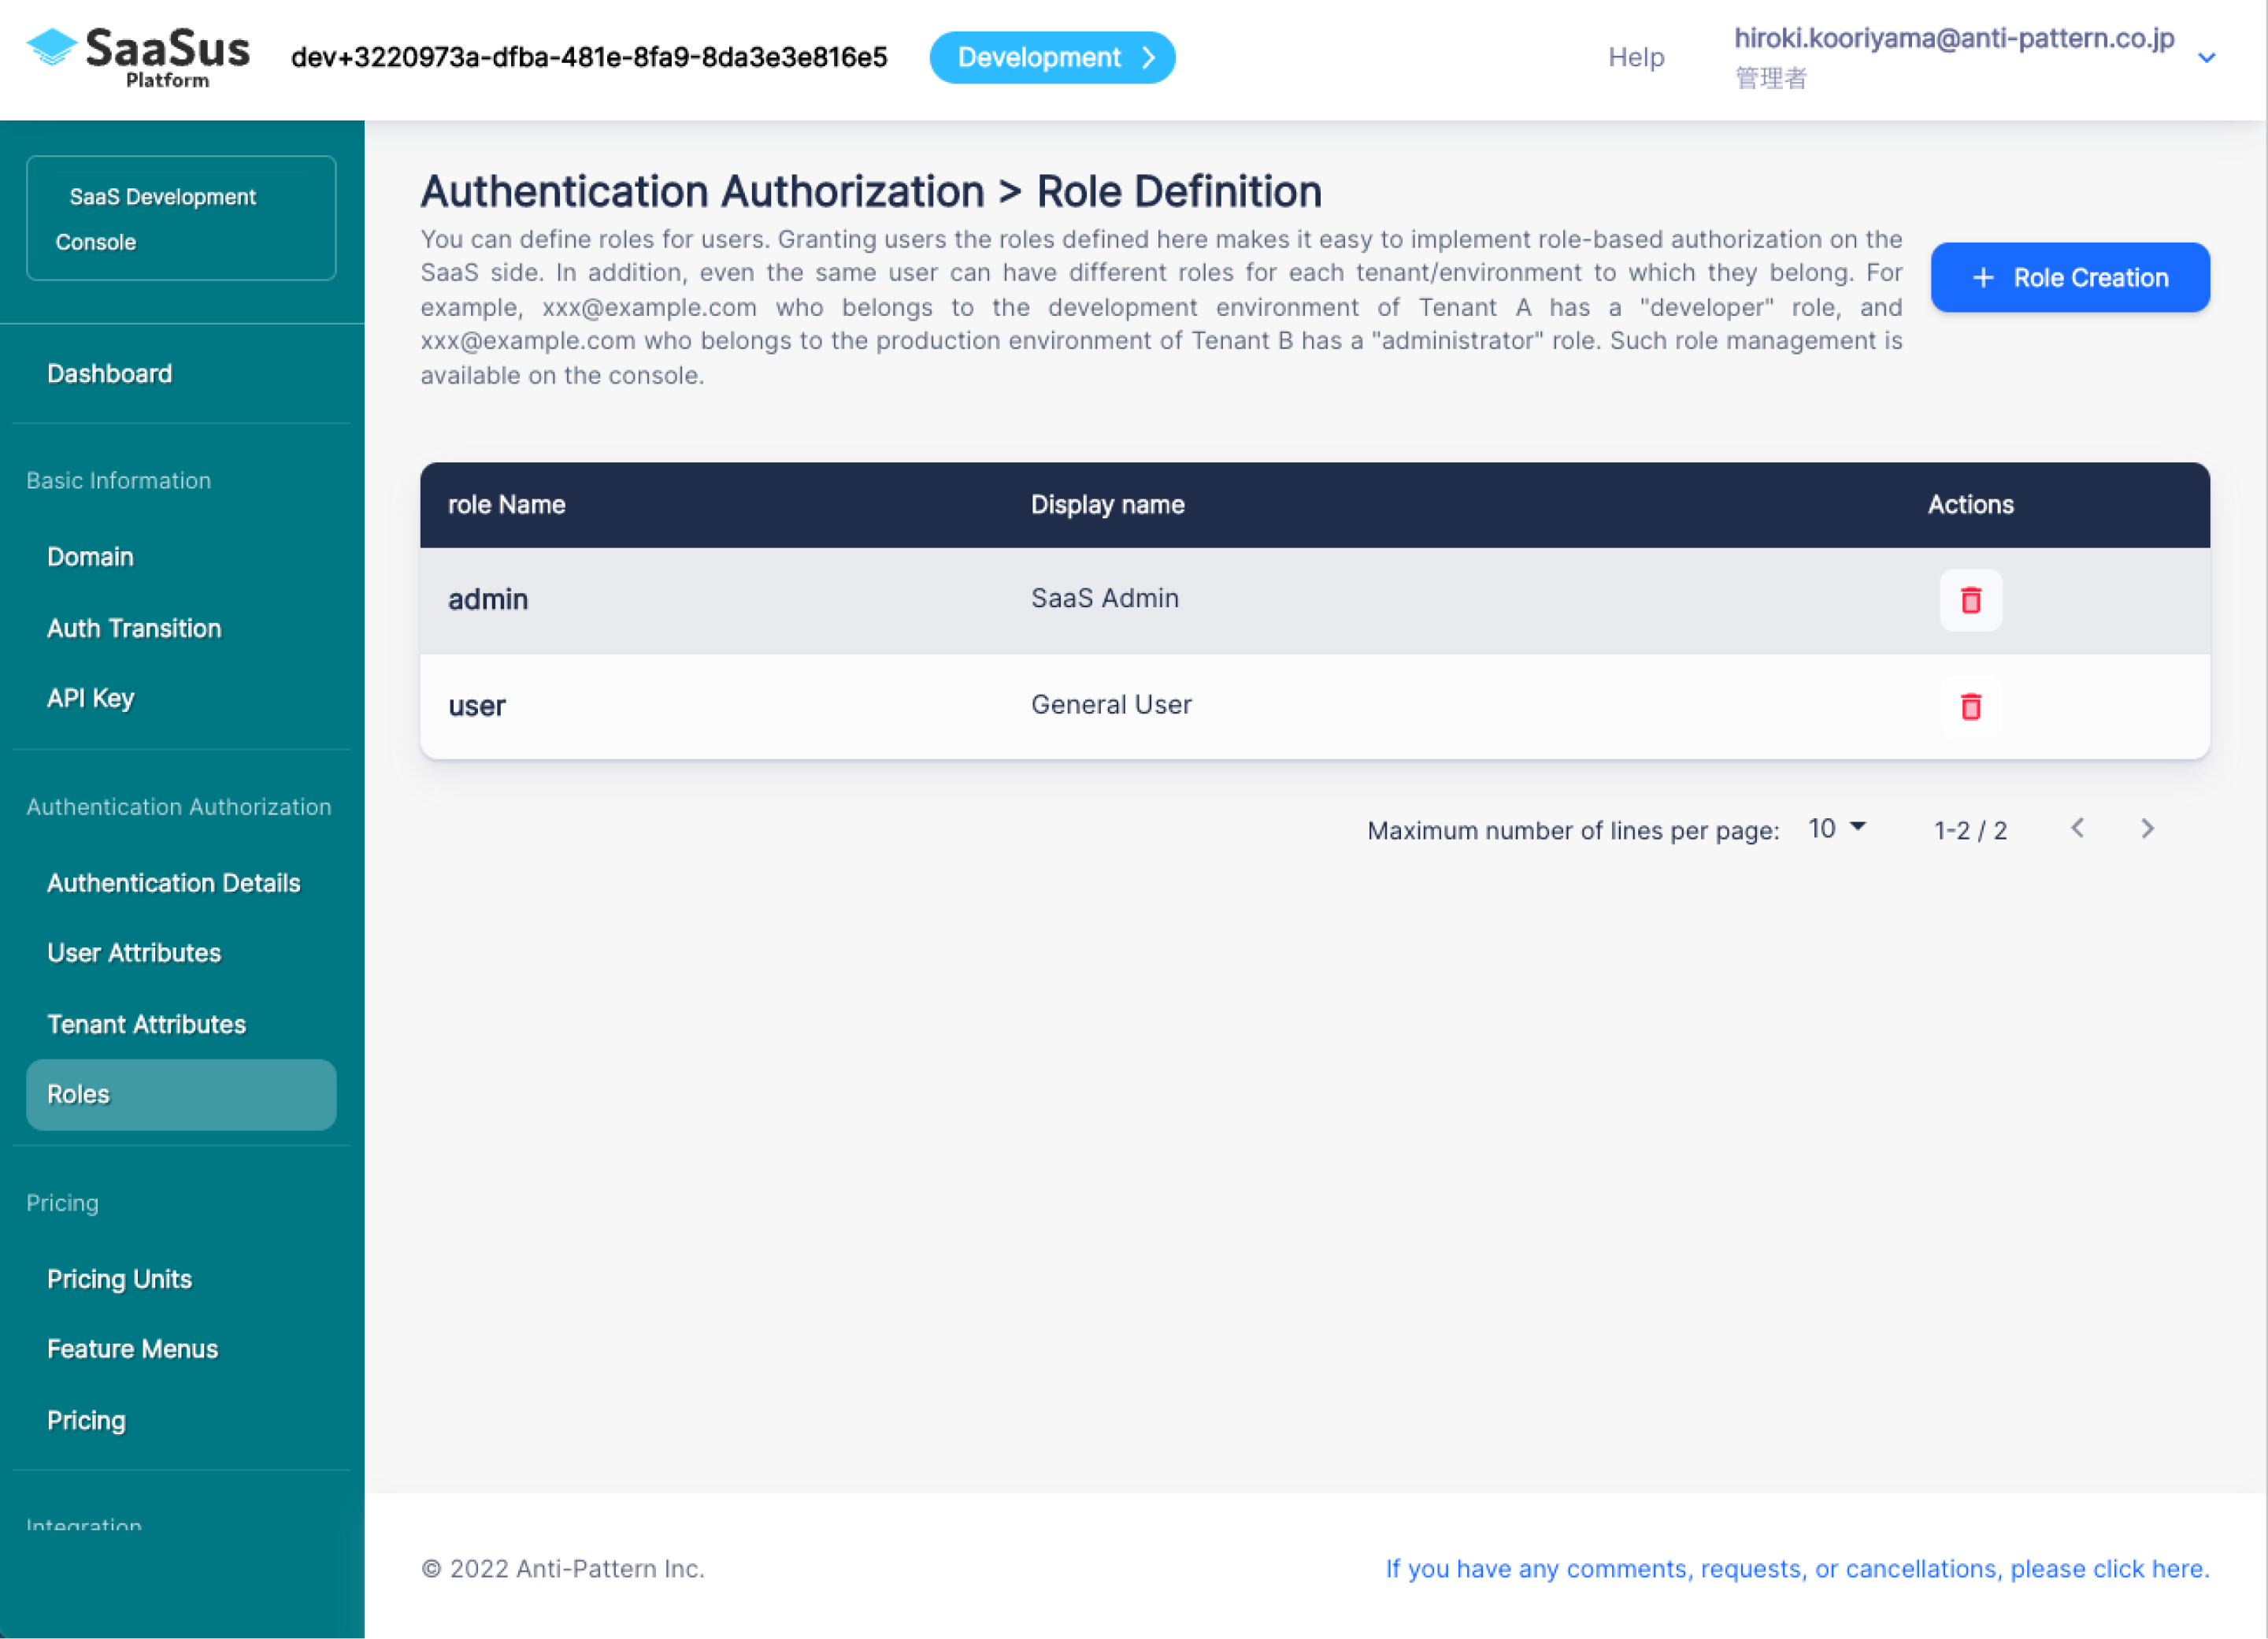 SaaSus
Platform
dev+3220973a-dfba-481e-8fa9-8da3e3e816e5
Development
Help
hiroki.kooriyama@anti-pattern.co.jp
管理者
SaaS Development
Console
Dashboard
Basic Information
Domain
Auth Transition
API Key
Authentication Authorization
Authentication Details
User Attributes
Tenant Attributes
Roles
Pricing
Pricing Units
Feature Menus
Pricing
Integration
Authentication Authorization > Role Definition
You can define roles for users. Granting users the roles defined here makes it easy to implement role-based authorization on the
SaaS side. In addition, even the same user can have different roles for each tenant/environment to which they belong. For
example, xxx@example.com who belongs to the development environment of Tenant A has a "developer" role, and
xxx@example.com who belongs to the production environment of Tenant B has a "administrator" role. Such role management is
available on the console.
+ Role Creation
role Name Display name Actions
admin SaaS Admin
user General User
Maximum number of lines per page: 10 1-2 / 2
© 2022 Anti-Pattern Inc.
If you have any comments, requests, or cancellations, please click here.